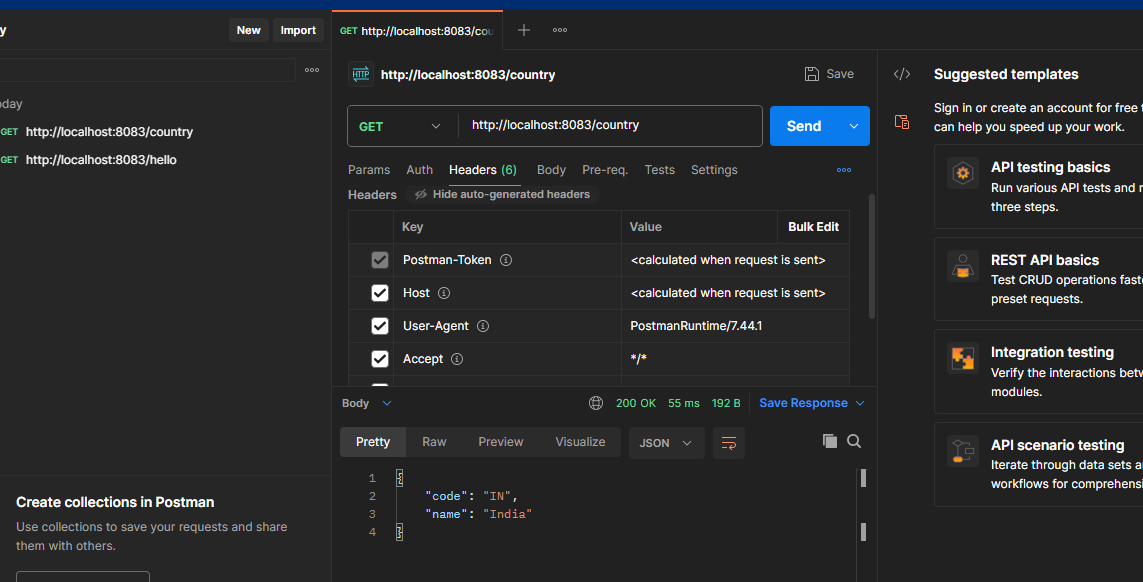 y
New
Import
GET http://localhost:8083/cou
http://localhost:8083/country
Save
oday
GET http://localhost:8083/country
GET http://localhost:8083/hello
HTTP
GET
http://localhost:8083/country
Send
Params
Auth
Headers (6)
Body
Pre-req.
Tests
Settings
Headers
Hide auto-generated headers
Key
Value
Bulk Edit
Postman-Token
<calculated when request is sent>
Host
<calculated when request is sent>
User-Agent
PostmanRuntime/7.44.1
Accept
*/*
Body
200 OK
55 ms
192 B
Save Response
Pretty
Raw
Preview
Visualize
JSON
1 {
2 "code": "IN",
3 "name": "India"
4 }
Create collections in Postman
Use collections to save your requests and share
them with others.
Suggested templates
Sign in or create an account for free t
can help you speed up your work.
API testing basics
Run various API tests and r
three steps.
REST API basics
Test CRUD operations faste
preset requests.
Integration testing
Verify the interactions betw
modules.
API scenario testing
Iterate through data sets a
workflows for comprehensi